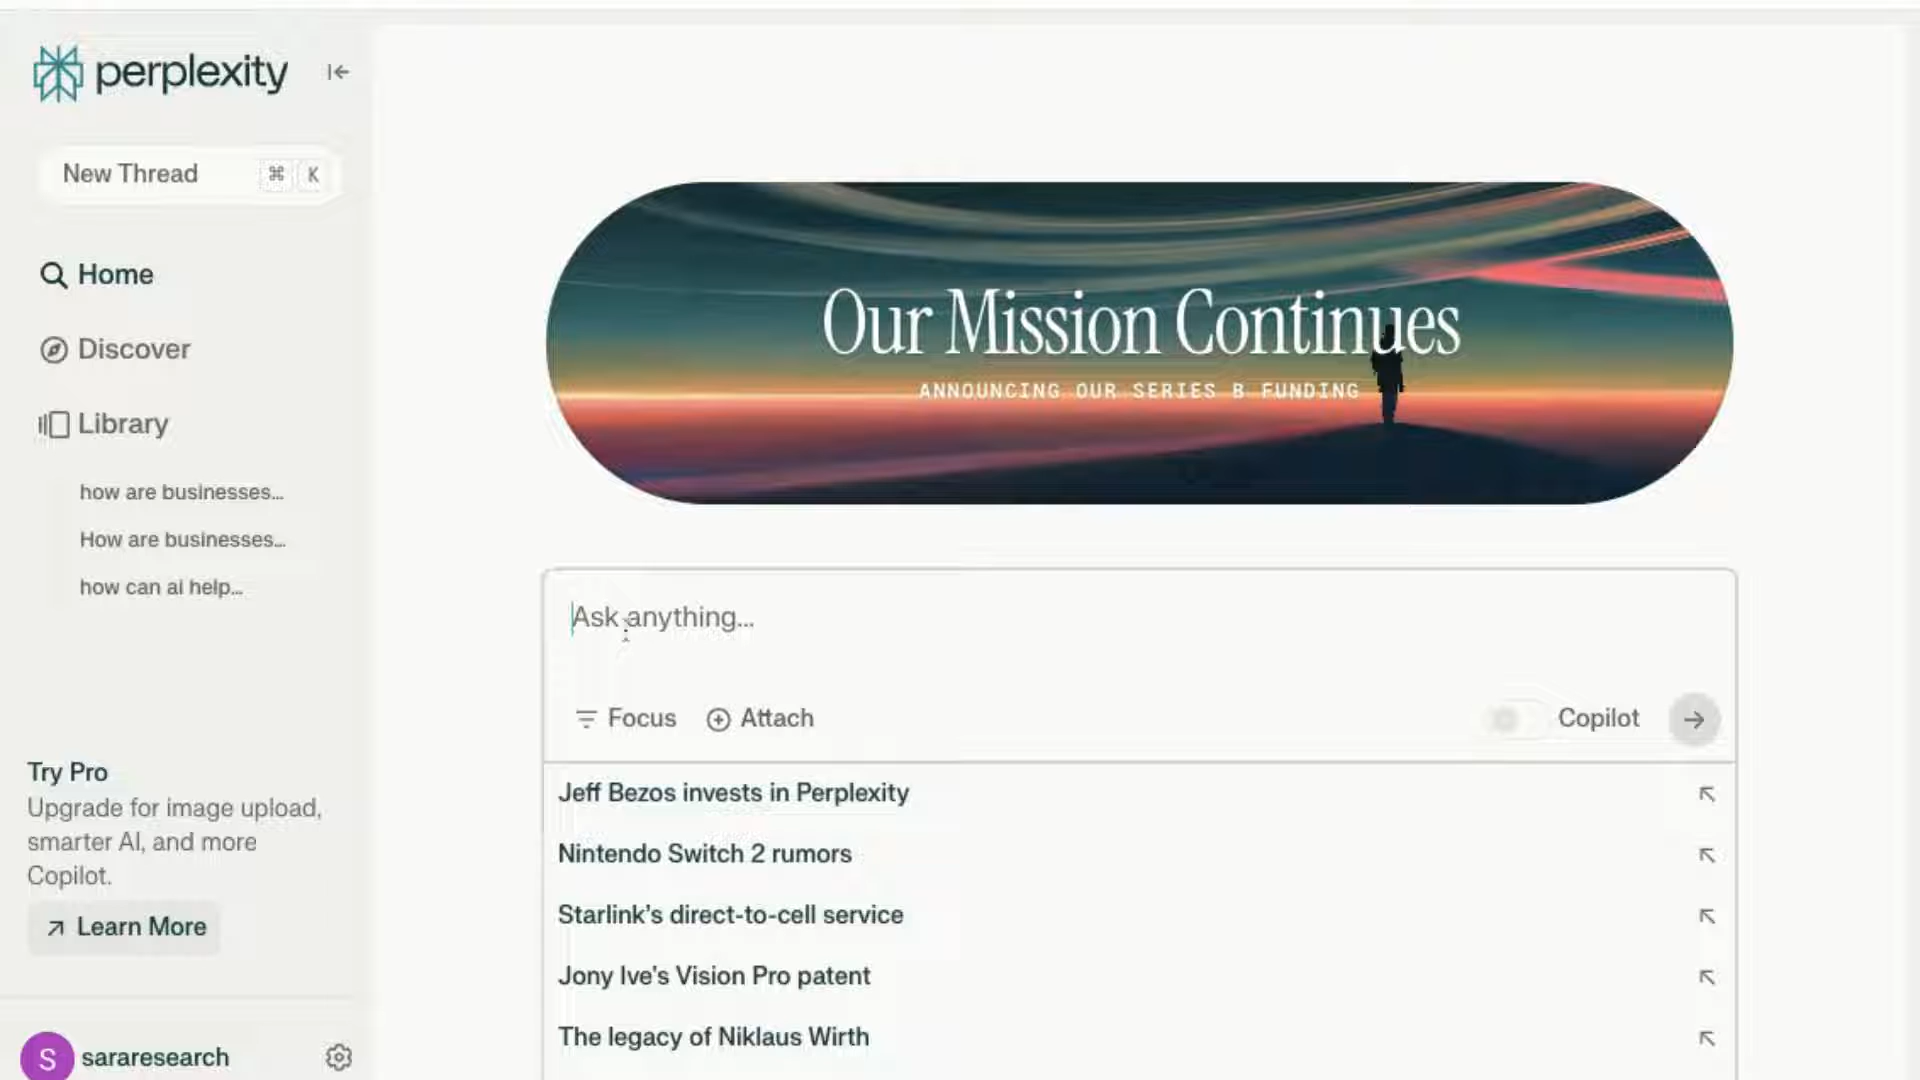 perplexity
New Thread ⌘ K
Home
Discover
Library
how are businesses...
How are businesses...
how can ai help...
Try Pro
Upgrade for image upload,
smarter AI, and more
Copilot.
Learn More
S sararesearch
Our Mission Continues
ANNOUNCING OUR SERIES B FUNDING
Ask anything...
Focus Attach Copilot
Jeff Bezos invests in Perplexity
Nintendo Switch 2 rumors
Starlink's direct-to-cell service
Jony Ive's Vision Pro patent
The legacy of Niklaus Wirth